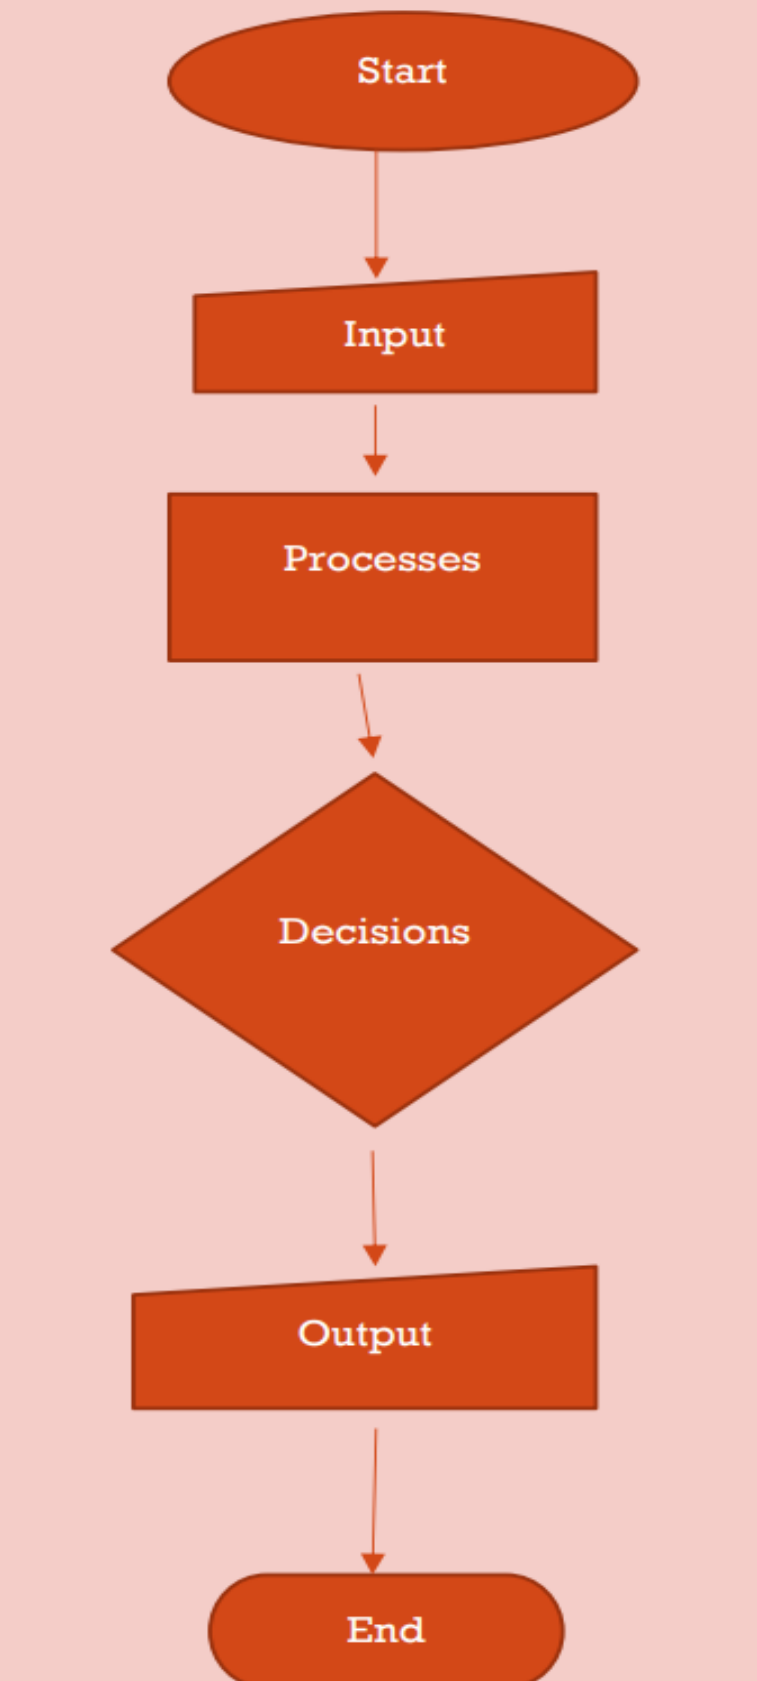 Start
Input
Processes
Decisions
Output
End